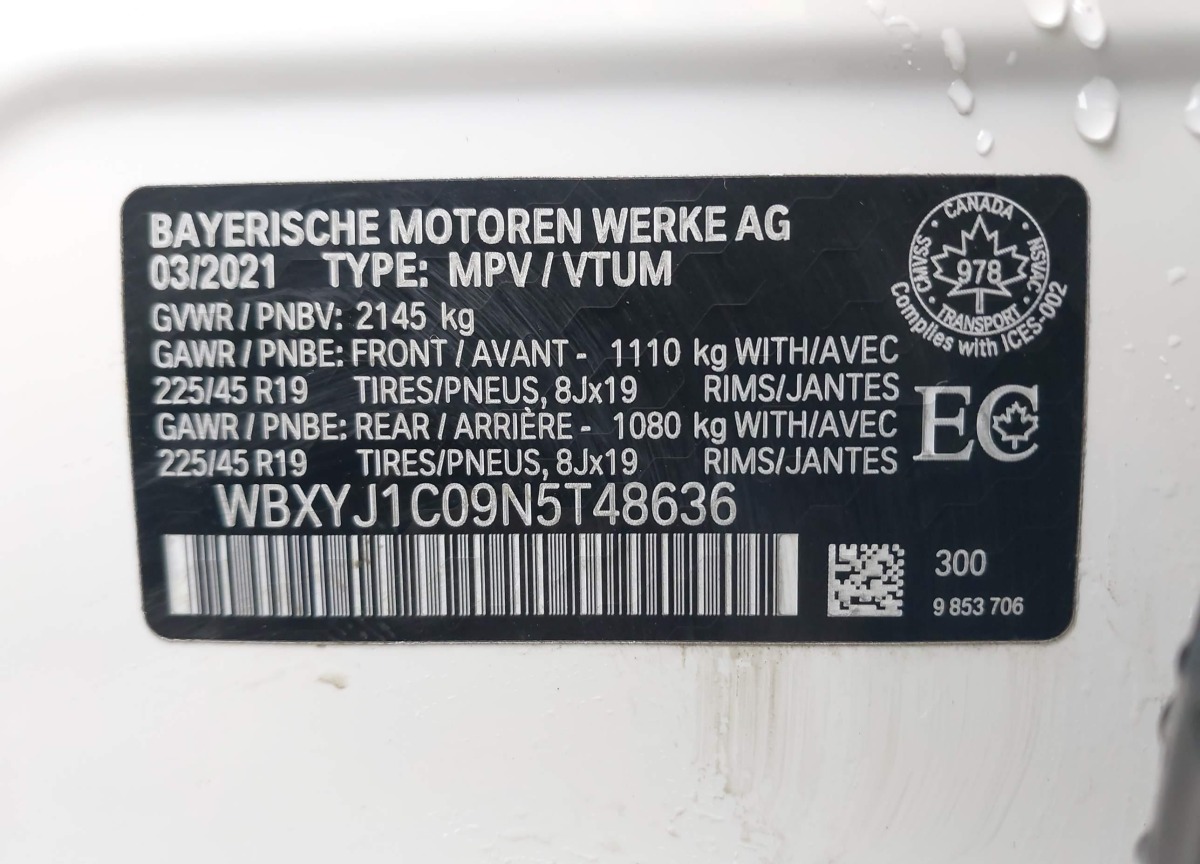 BAYERISCHE MOTOREN WERKE AG
03/2021 TYPE: MPV / VTUM
GVWR / PNBV: 2145 kg
GAWR / PNBE: FRONT / AVANT - 1110 kg WITH/AVEC
225/45 R19 TIRES/PNEUS, 8Jx19 RIMS/JANTES
GAWR / PNBE: REAR / ARRIÈRE - 1080 kg WITH/AVEC
225/45 R19 TIRES/PNEUS, 8Jx19 RIMS/JANTES
WBXYJ1C09N5T48636
CANADA
CMVSS
978
NSVAC
TRANSPORT
Complies with ICES-002
EC
300
9 853 706